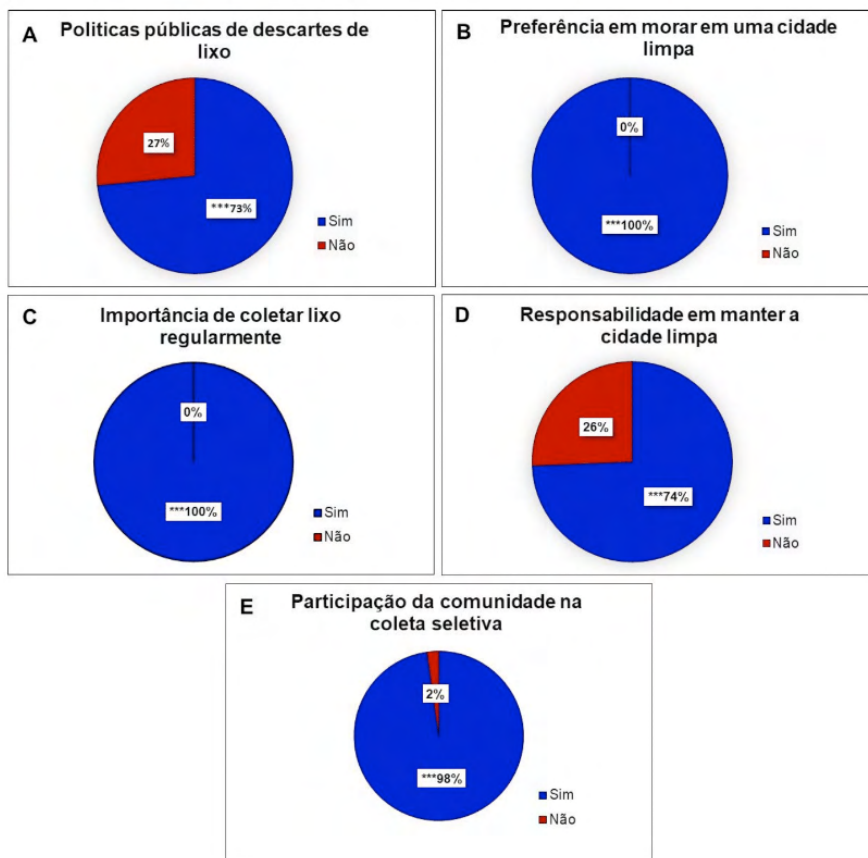 A
Politicas públicas de descartes de
lixo
27%
***73%
Sim
Não
B
Preferência em morar em uma cidade
limpa
0%
***100%
Sim
Não
C
Importância de coletar lixo
regularmente
0%
***100%
Sim
Não
D
Responsabilidade em manter a
cidade limpa
26%
***74%
Sim
Não
E
Participação da comunidade na
coleta seletiva
2%
***98%
Sim
Não